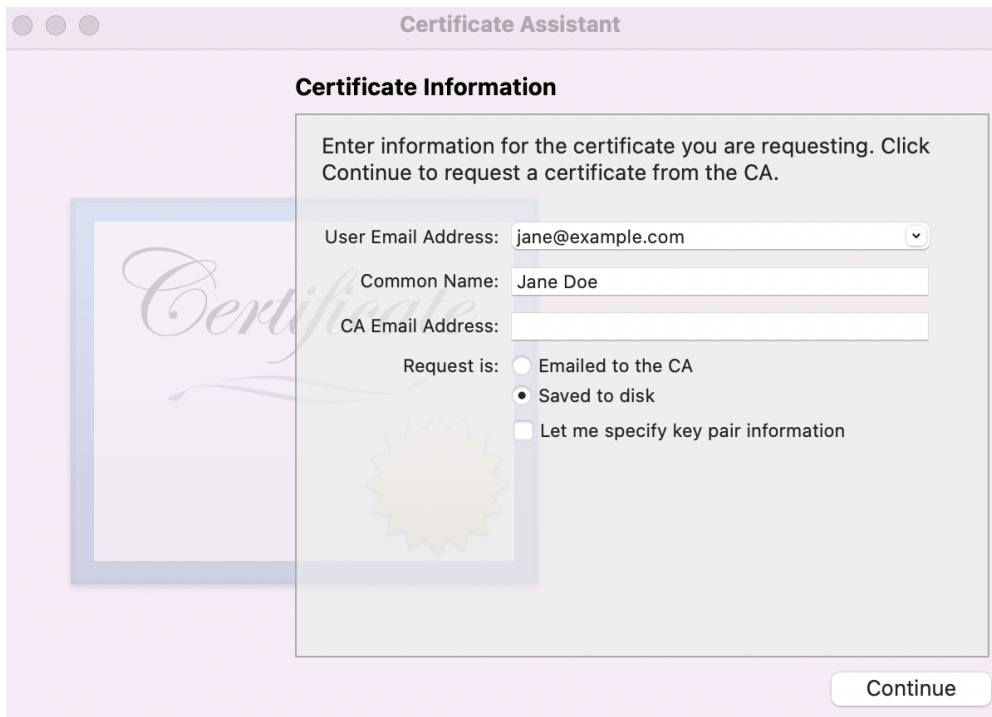 Certificate Assistant
Certificate Information
Enter information for the certificate you are requesting. Click
Continue to request a certificate from the CA.
Certificate
User Email Address: jane@example.com
Common Name: Jane Doe
CA Email Address:
Request is: Emailed to the CA
Saved to disk
Let me specify key pair information
Continue